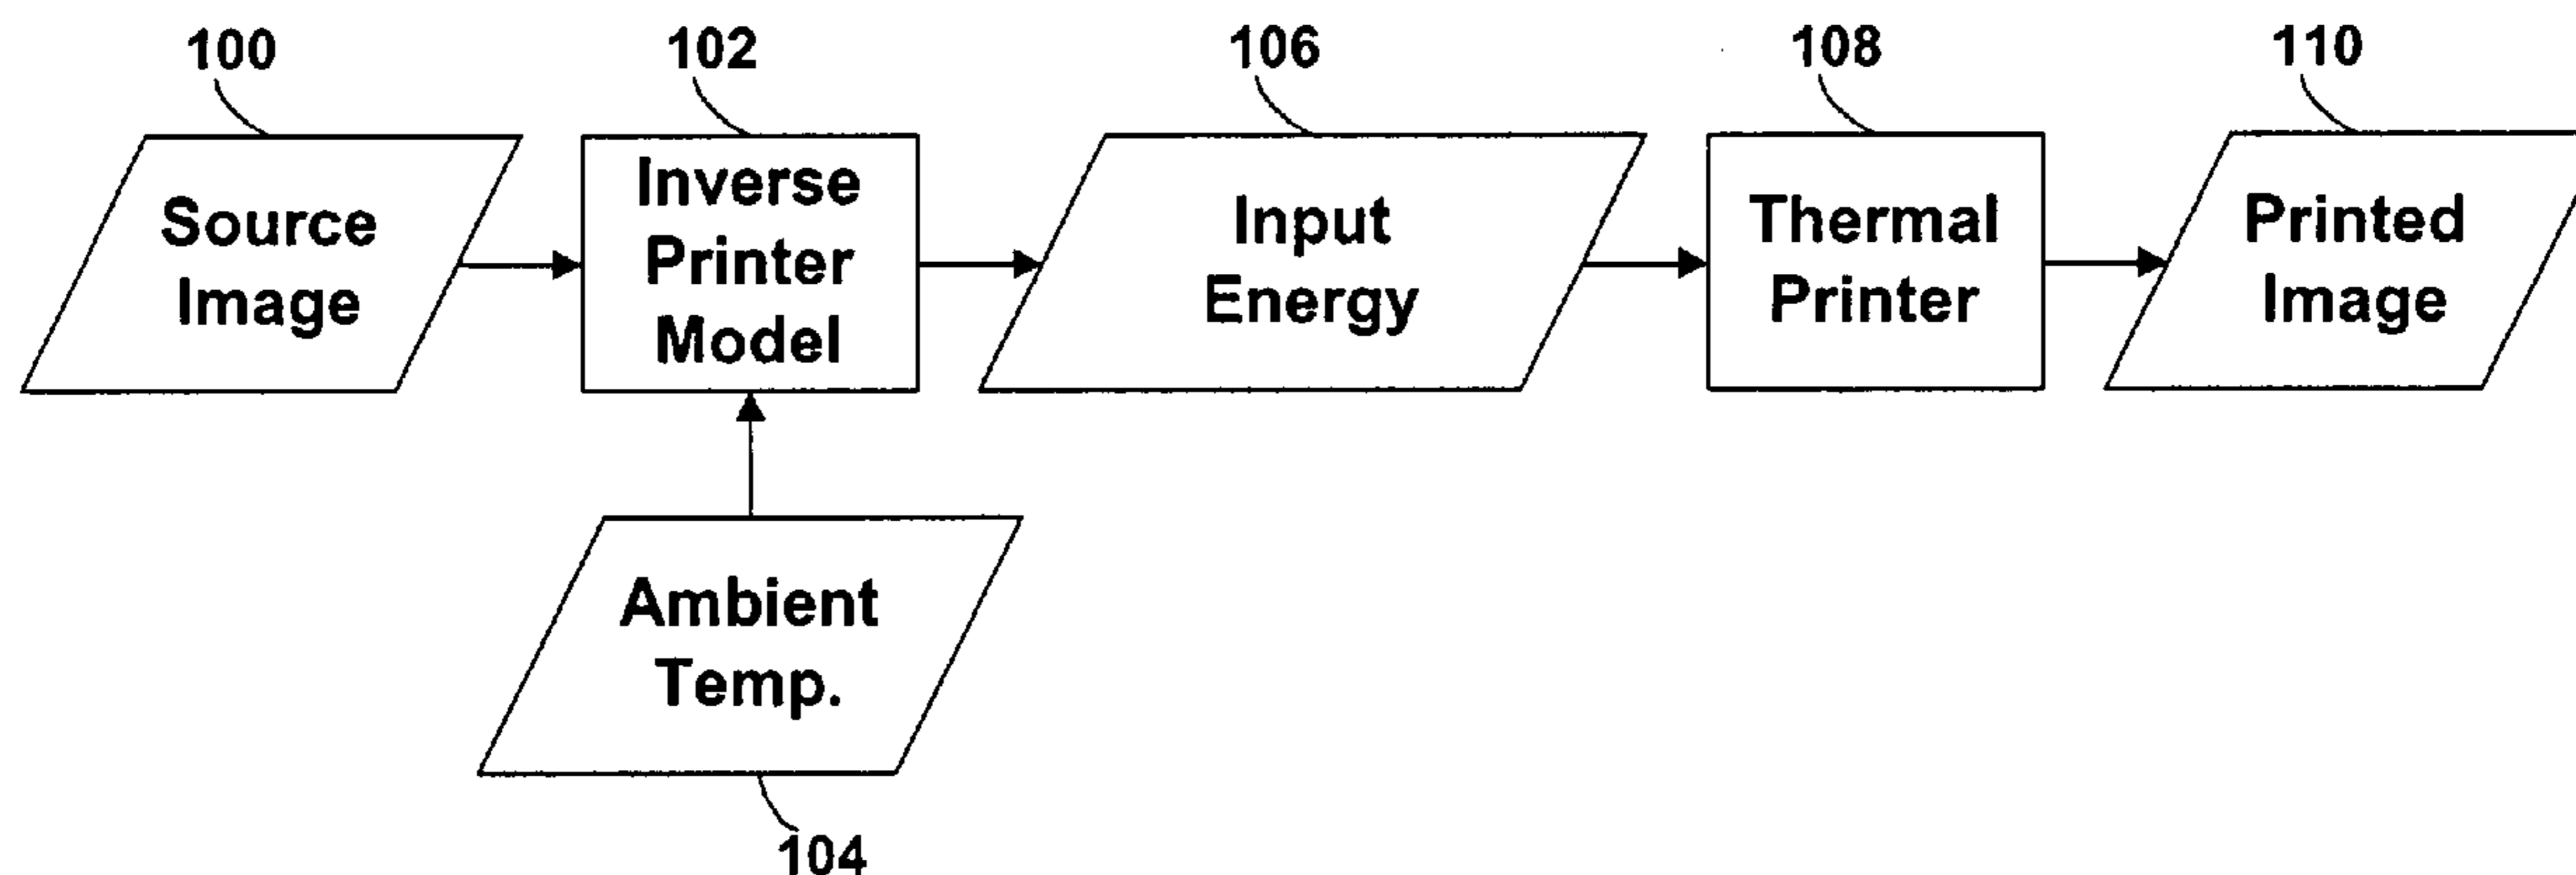 100
102
106
108
110
Source
Image
Inverse
Printer
Model
Input
Energy
Thermal
Printer
Printed
Image
Ambient
Temp.
104